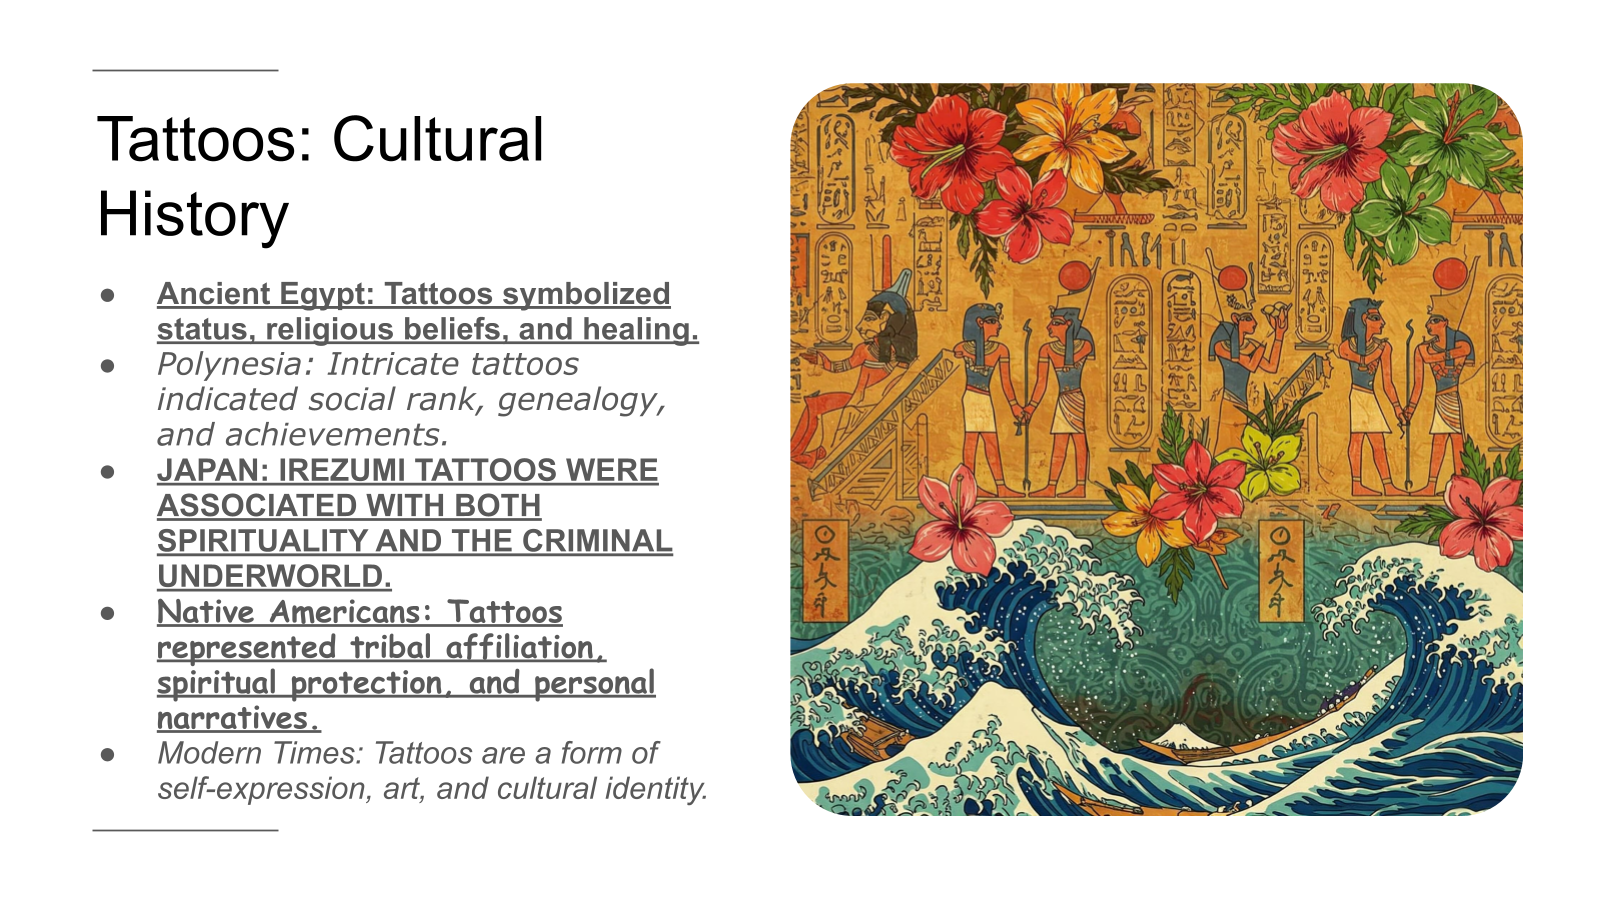 Tattoos: Cultural
History
● Ancient Egypt: Tattoos symbolized
status, religious beliefs, and healing.
● Polynesia: Intricate tattoos
indicated social rank, genealogy,
and achievements.
● JAPAN: IREZUMI TATTOOS WERE
ASSOCIATED WITH BOTH
SPIRITUALITY AND THE CRIMINAL
UNDERWORLD.
● Native Americans: Tattoos
represented tribal affiliation,
spiritual protection, and personal
narratives.
● Modern Times: Tattoos are a form of
self-expression, art, and cultural identity.